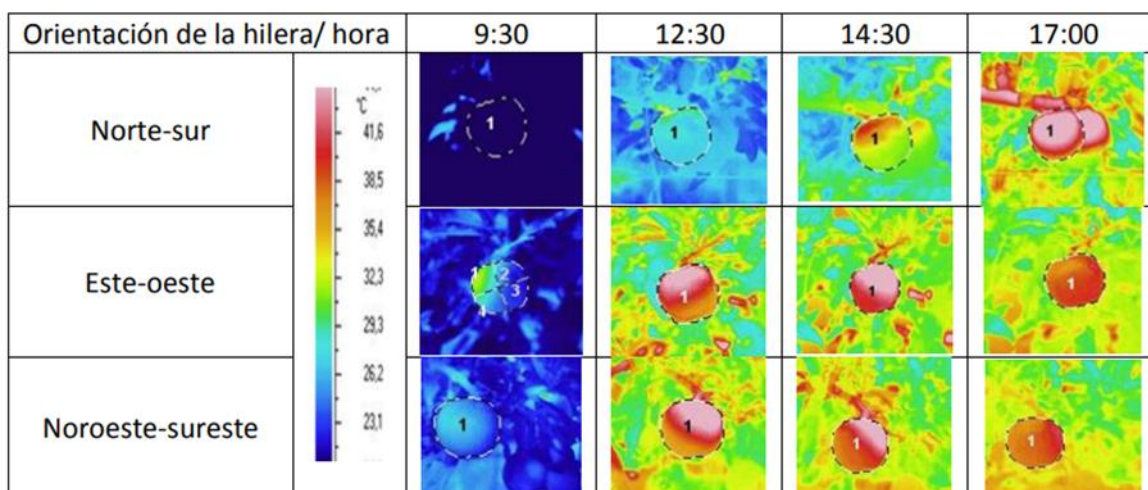 Orientación de la hilera/ hora 9:30 12:30 14:30 17:00
°C
41,6
38,5
35,4
32,3
29,3
26,2
23,1
Norte-sur
1 1 1 1
Este-oeste
1 2 3 4 1 1 1
Noroeste-sureste
1 1 1 1